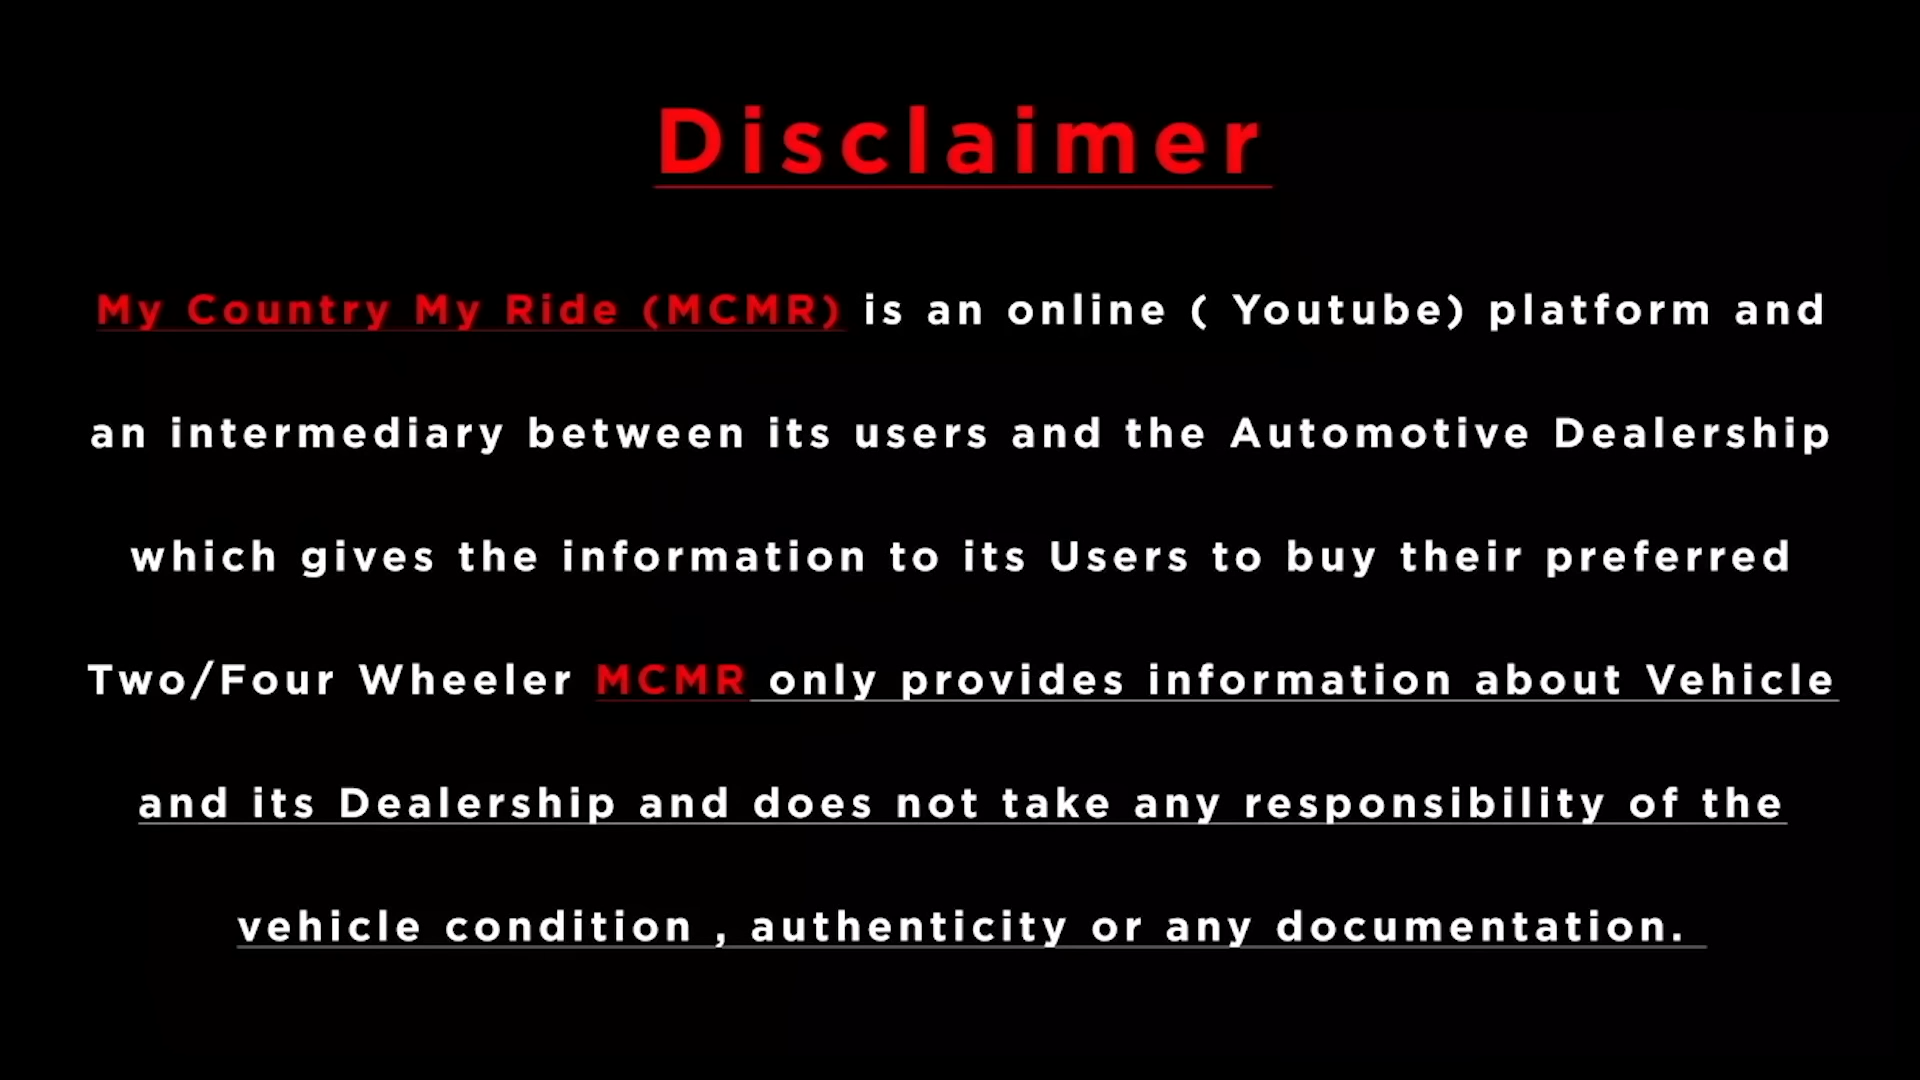 Disclaimer
My Country My Ride (MCMR) is an online ( Youtube) platform and
an intermediary between its users and the Automotive Dealership
which gives the information to its Users to buy their preferred
Two/Four Wheeler MCMR only provides information about Vehicle
and its Dealership and does not take any responsibility of the
vehicle condition , authenticity or any documentation.